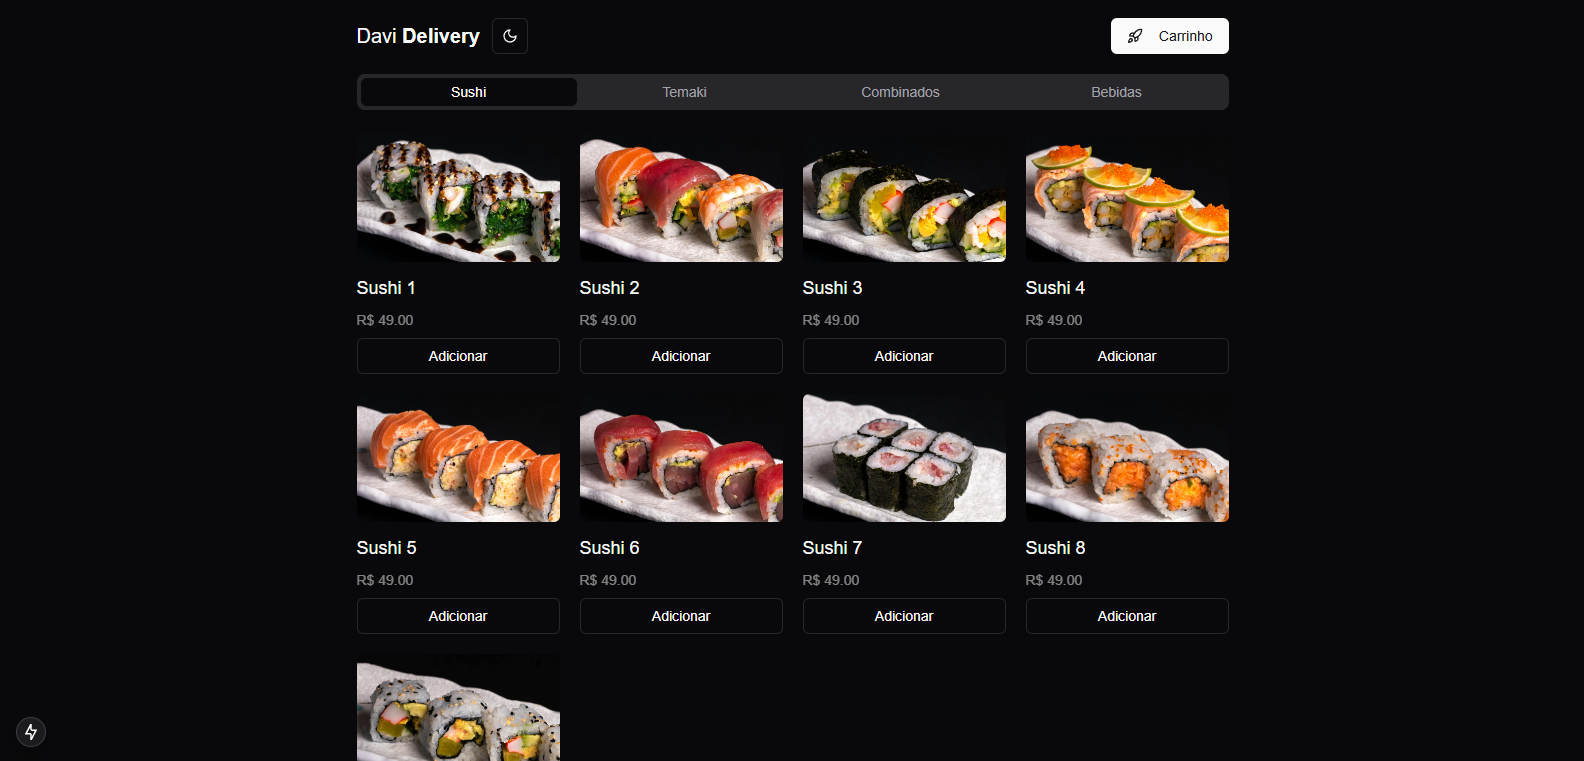 Davi Delivery
Carrinho
Sushi
Temaki
Combinados
Bebidas
Sushi 1
Sushi 2
Sushi 3
Sushi 4
R$ 49.00
R$ 49.00
R$ 49.00
R$ 49.00
Adicionar
Adicionar
Adicionar
Adicionar
Sushi 5
Sushi 6
Sushi 7
Sushi 8
R$ 49.00
R$ 49.00
R$ 49.00
R$ 49.00
Adicionar
Adicionar
Adicionar
Adicionar